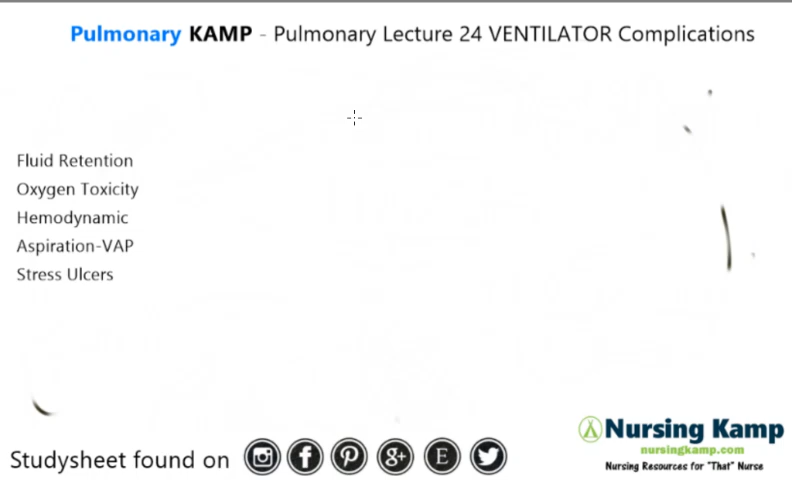 Pulmonary KAMP - Pulmonary Lecture 24 VENTILATOR Complications
Fluid Retention
Oxygen Toxicity
Hemodynamic
Aspiration-VAP
Stress Ulcers
Nursing Kamp
nursingkamp.com
Nursing Resources for "That" Nurse
Studysheet found on f 8+ E